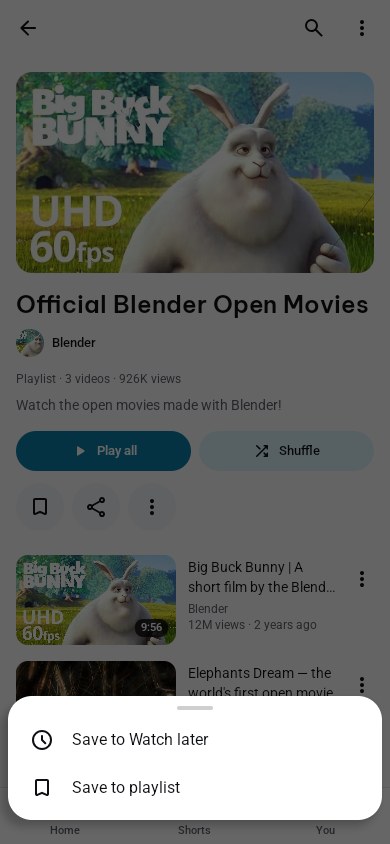 Big Buck
BUNNY
UHD
60fps
Official Blender Open Movies
Blender
Playlist · 3 videos · 926K views
Watch the open movies made with Blender!
Play all
Shuffle
Big Buck
BUNNY
UHD
60fps
9:56
Big Buck Bunny | A
short film by the Blend...
Blender
12M views · 2 years ago
Elephants Dream — the
world's first open movie
Save to Watch later
Save to playlist
Home
Shorts
You